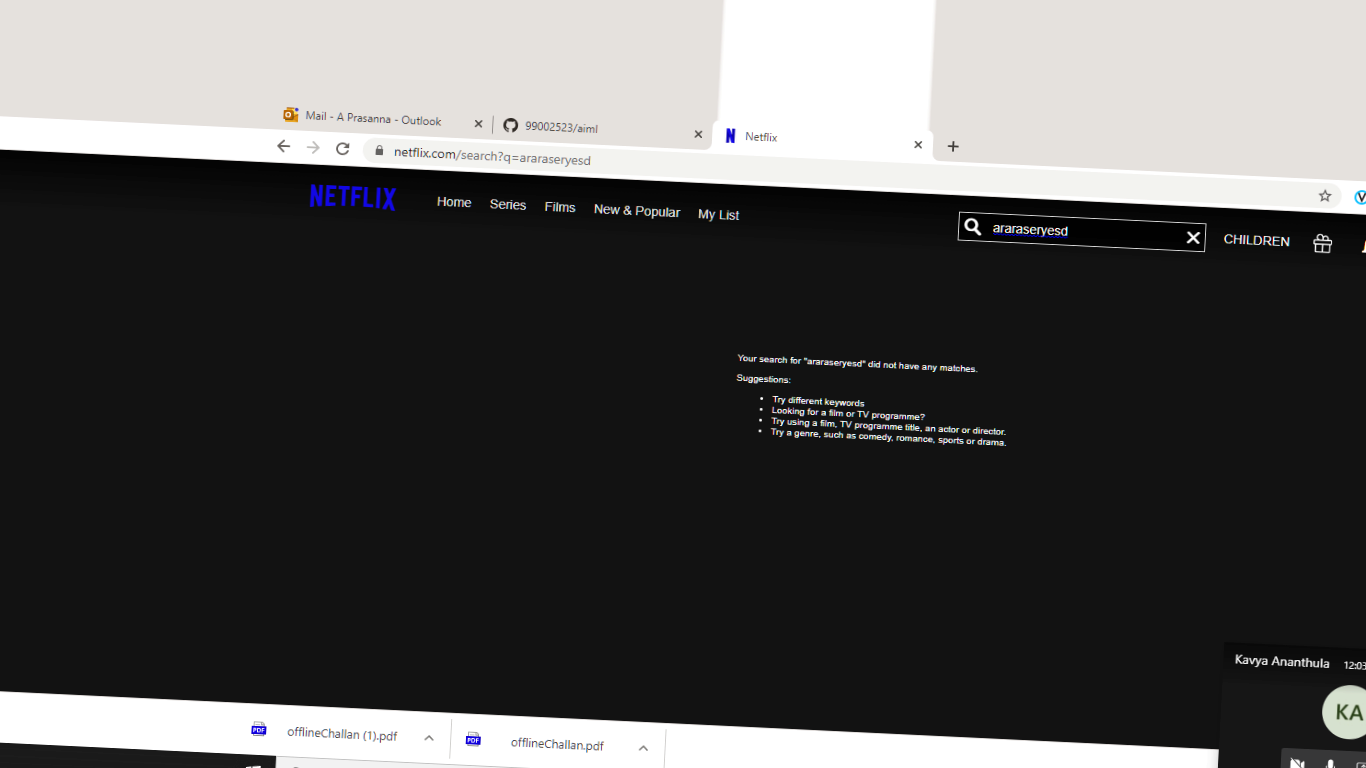 Mail - A Prasanna - Outlook
99002523/aiml
Netflix
netflix.com/search?q=araraseryesd
NETFLIX
Home Series Films New & Popular My List
araraseryesd
CHILDREN
Your search for "araraseryesd" did not have any matches.
Suggestions:
Try different keywords
Looking for a film or TV programme?
Try using a film, TV programme title, an actor or director.
Try a genre, such as comedy, romance, sports or drama.
Kavya Ananthula 12:03
KA
PDF offlineChallan (1).pdf
PDF offlineChallan.pdf